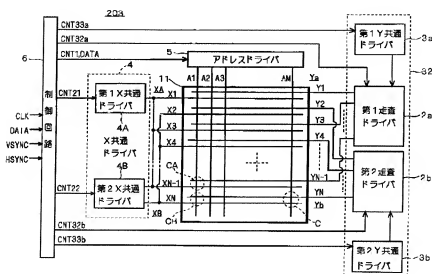 20a
CNT33a
CNT32a
CNT1,DATA
5
アドレスドライバ
第1Y共通
ドライバ
3a
32
6
4
11
A1 A2 A3 AM
Ya
CNT21
第1X共通
ドライバ
4A
XA
X1
Y1
X2
Y2
X3
Y3
X4
Y4
第1走査
ドライバ
2a
制御回路
CLK
DATA
VSYNC
HSYNC
X共通
ドライバ
4B
CA
XN-1
YN-1
第2走査
ドライバ
2b
CNT22
第2X共通
ドライバ
XN
YN
XB
Yb
CH
C
CNT32b
CNT33b
第2Y共通
ドライバ
3b